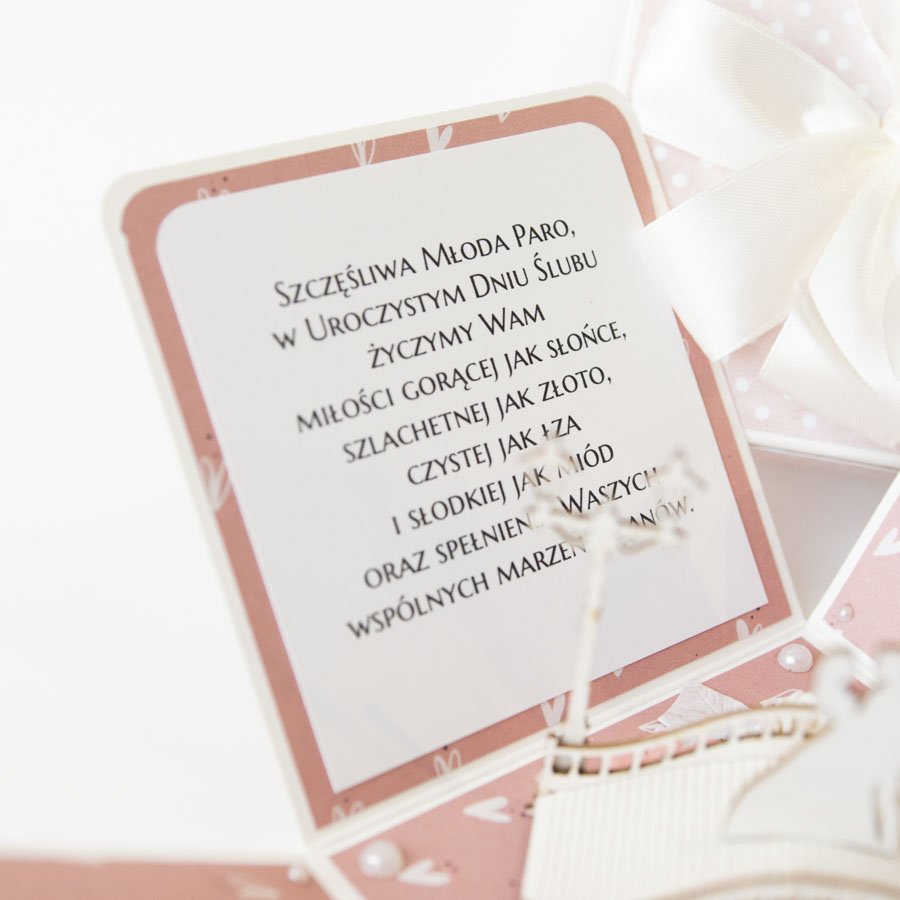 Szczęśliwa Młoda Paro,
w Uroczystym Dniu Ślubu
życzymy Wam
miłości gorącej jak słońce,
szlachetnej jak złoto,
czystej jak łza
i słodkiej jak miód
oraz Waszych
wspólnych